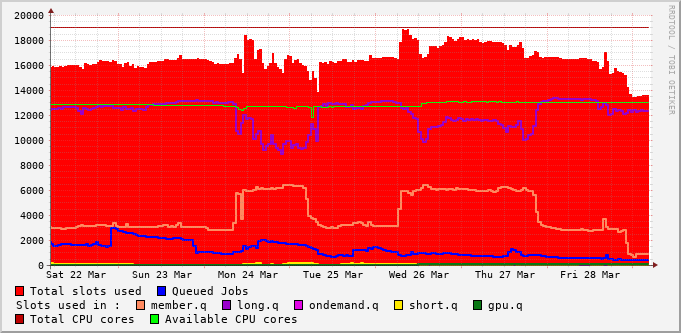 20000
18000
16000
14000
12000
10000
8000
6000
4000
2000
0
Sat 22 Mar Sun 23 Mar Mon 24 Mar Tue 25 Mar Wed 26 Mar Thu 27 Mar Fri 28 Mar
RRDTOOL / TOBI OETIKER
Total slots used Queued Jobs
Slots used in : member.q long.q ondemand.q short.q gpu.q
Total CPU cores Available CPU cores